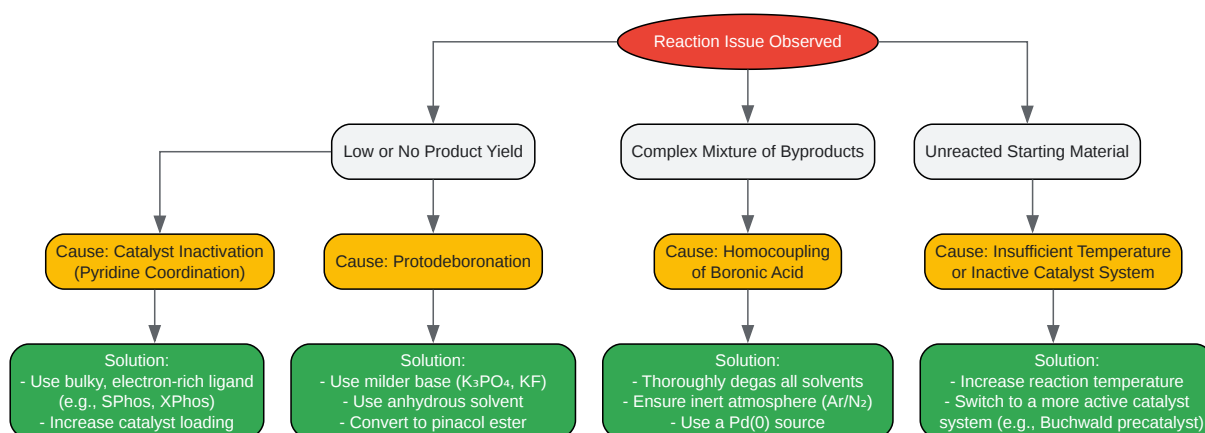 Reaction Issue Observed
Low or No Product Yield
Complex Mixture of Byproducts
Unreacted Starting Material
Cause: Catalyst Inactivation
(Pyridine Coordination)
Cause: Protodeboronation
Cause: Homocoupling
of Boronic Acid
Cause: Insufficient Temperature
or Inactive Catalyst System
Solution:
- Use bulky, electron-rich ligand
(e.g., SPhos, XPhos)
- Increase catalyst loading
Solution:
- Use milder base (K₃PO₄, KF)
- Use anhydrous solvent
- Convert to pinacol ester
Solution:
- Thoroughly degas all solvents
- Ensure inert atmosphere (Ar/N₂)
- Use a Pd(0) source
Solution:
- Increase reaction temperature
- Switch to a more active catalyst
system (e.g., Buchwald precatalyst)